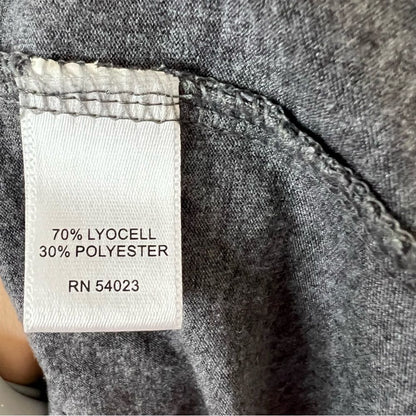 70% LYOCELL
30% POLYESTER
RN 54023